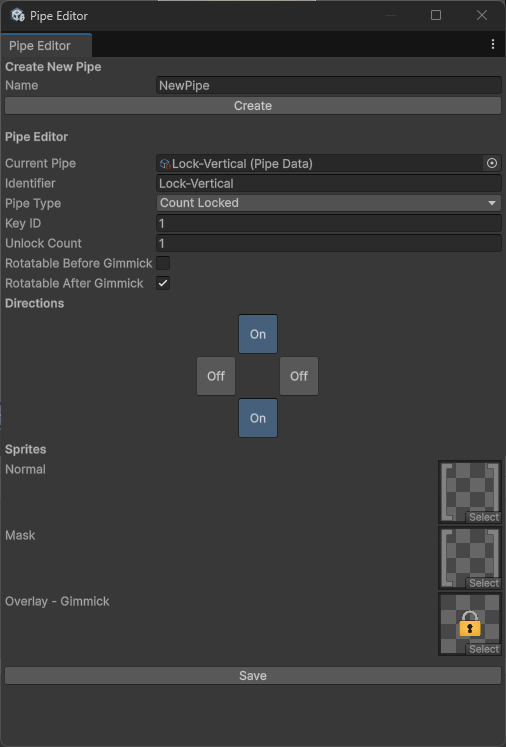 Pipe Editor
Pipe Editor
Create New Pipe
Name NewPipe
Create
Pipe Editor
Current Pipe Lock-Vertical (Pipe Data)
Identifier Lock-Vertical
Pipe Type Count Locked
Key ID 1
Unlock Count 1
Rotatable Before Gimmick
Rotatable After Gimmick
Directions
On
Off Off
On
Sprites
Normal
Select
Mask
Select
Overlay - Gimmick
Select
Save